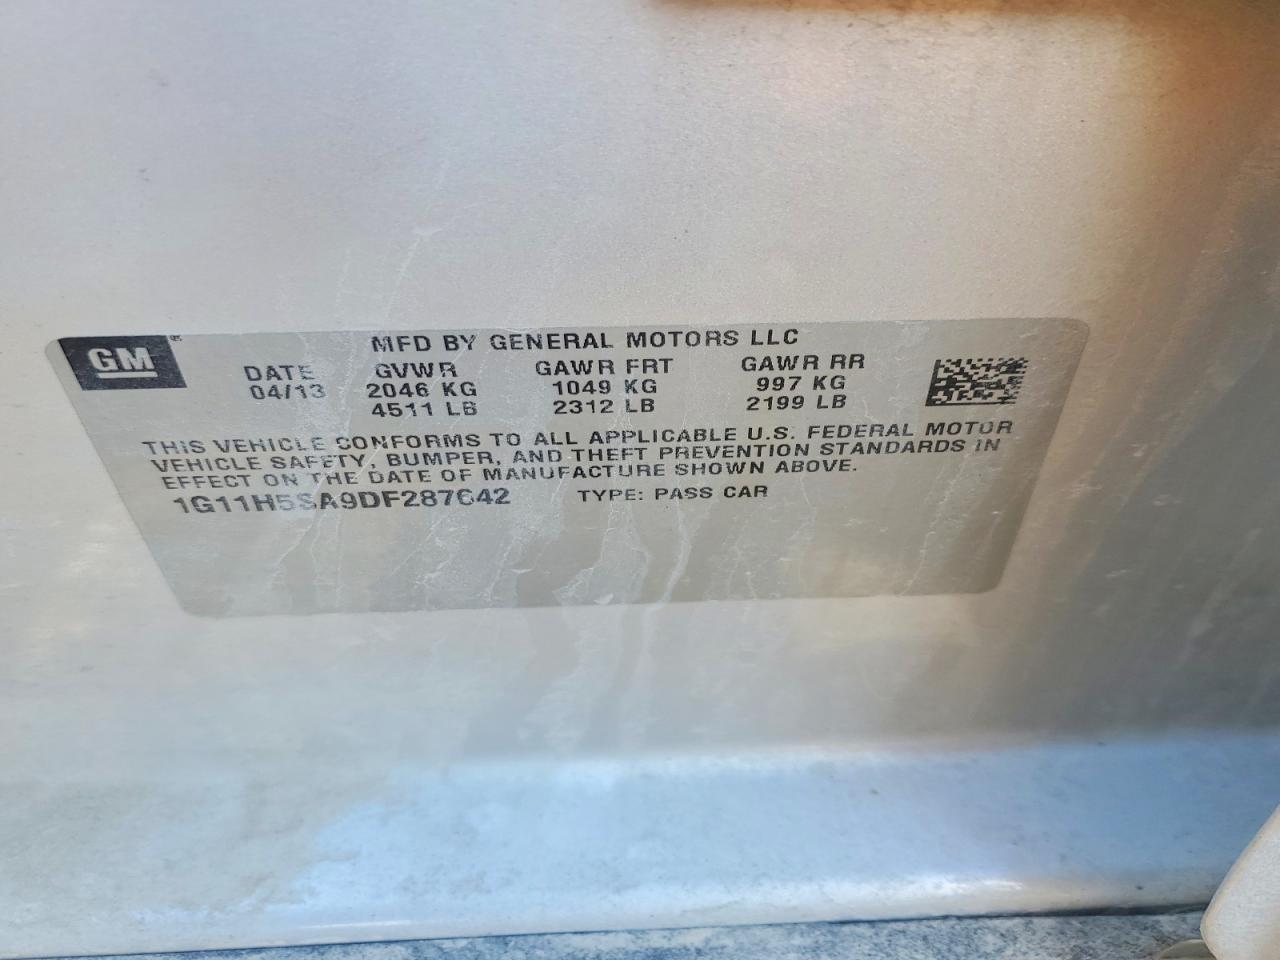 GM
MFD BY GENERAL MOTORS LLC
DATE GVWR GAWR FRT GAWR RR
04/13 2046 KG 1049 KG 997 KG
4511 LB 2312 LB 2199 LB
THIS VEHICLE CONFORMS TO ALL APPLICABLE U.S. FEDERAL MOTOR
VEHICLE SAFETY, BUMPER, AND THEFT PREVENTION STANDARDS IN
EFFECT ON THE DATE OF MANUFACTURE SHOWN ABOVE.
1G11H5SA9DF287642 TYPE: PASS CAR